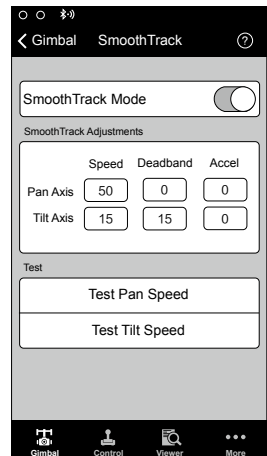 Gimbal SmoothTrack ?
SmoothTrack Mode
SmoothTrack Adjustments
Speed Deadband Accel
Pan Axis 50 0 0
Tilt Axis 15 15 0
Test
Test Pan Speed
Test Tilt Speed
Gimbal Control Viewer More